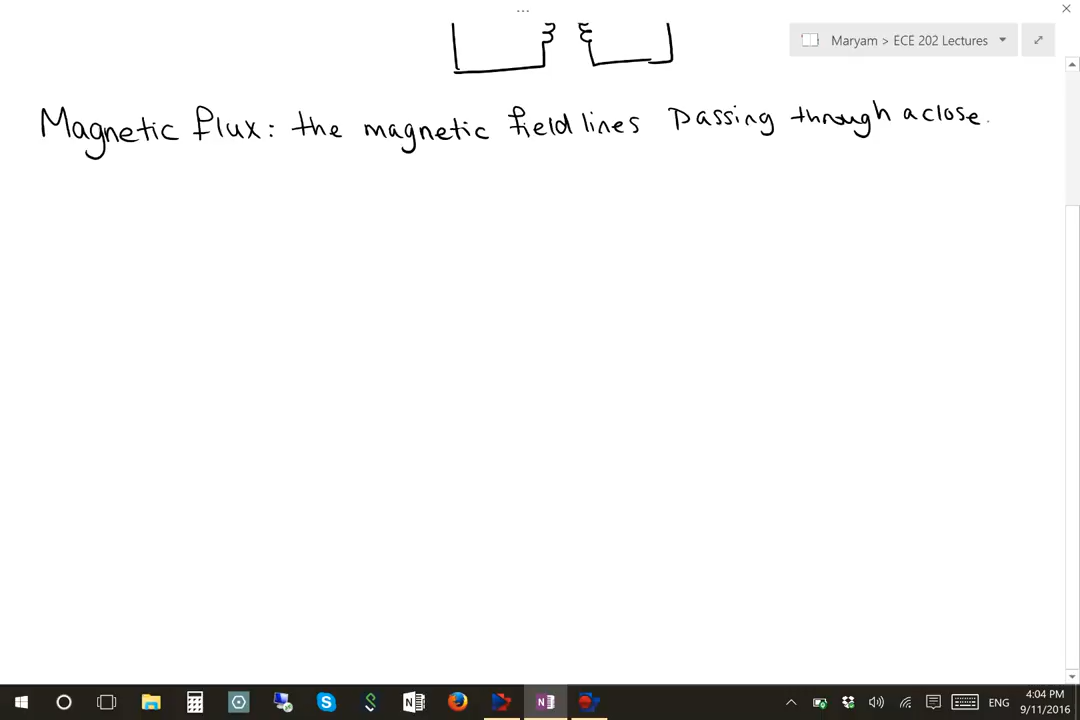 Maryam > ECE 202 Lectures
Magnetic flux: the magnetic field lines passing through a close.
ENG
4:04 PM
9/11/2016